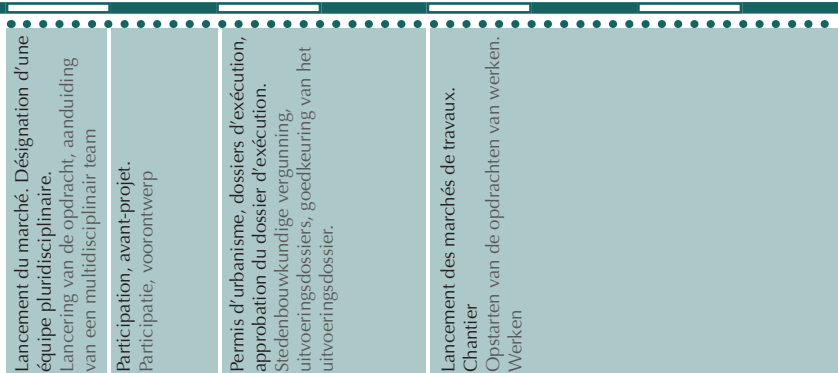 Lancement du marché. Désignation d’une
équipe pluridisciplinaire.
Lancering van de opdracht, aanduiding
van een multidisciplinair team
Participation, avant-projet.
Participatie, voorontwerp
Permis d’urbanisme, dossiers d’exécution,
approbation du dossier d’exécution.
Stedenbouwkundige vergunning,
uitvoeringsdossiers, goedkeuring van het
uitvoeringsdossier.
Lancement des marchés de travaux.
Chantier
Opstarten van de opdrachten van werken.
Werken